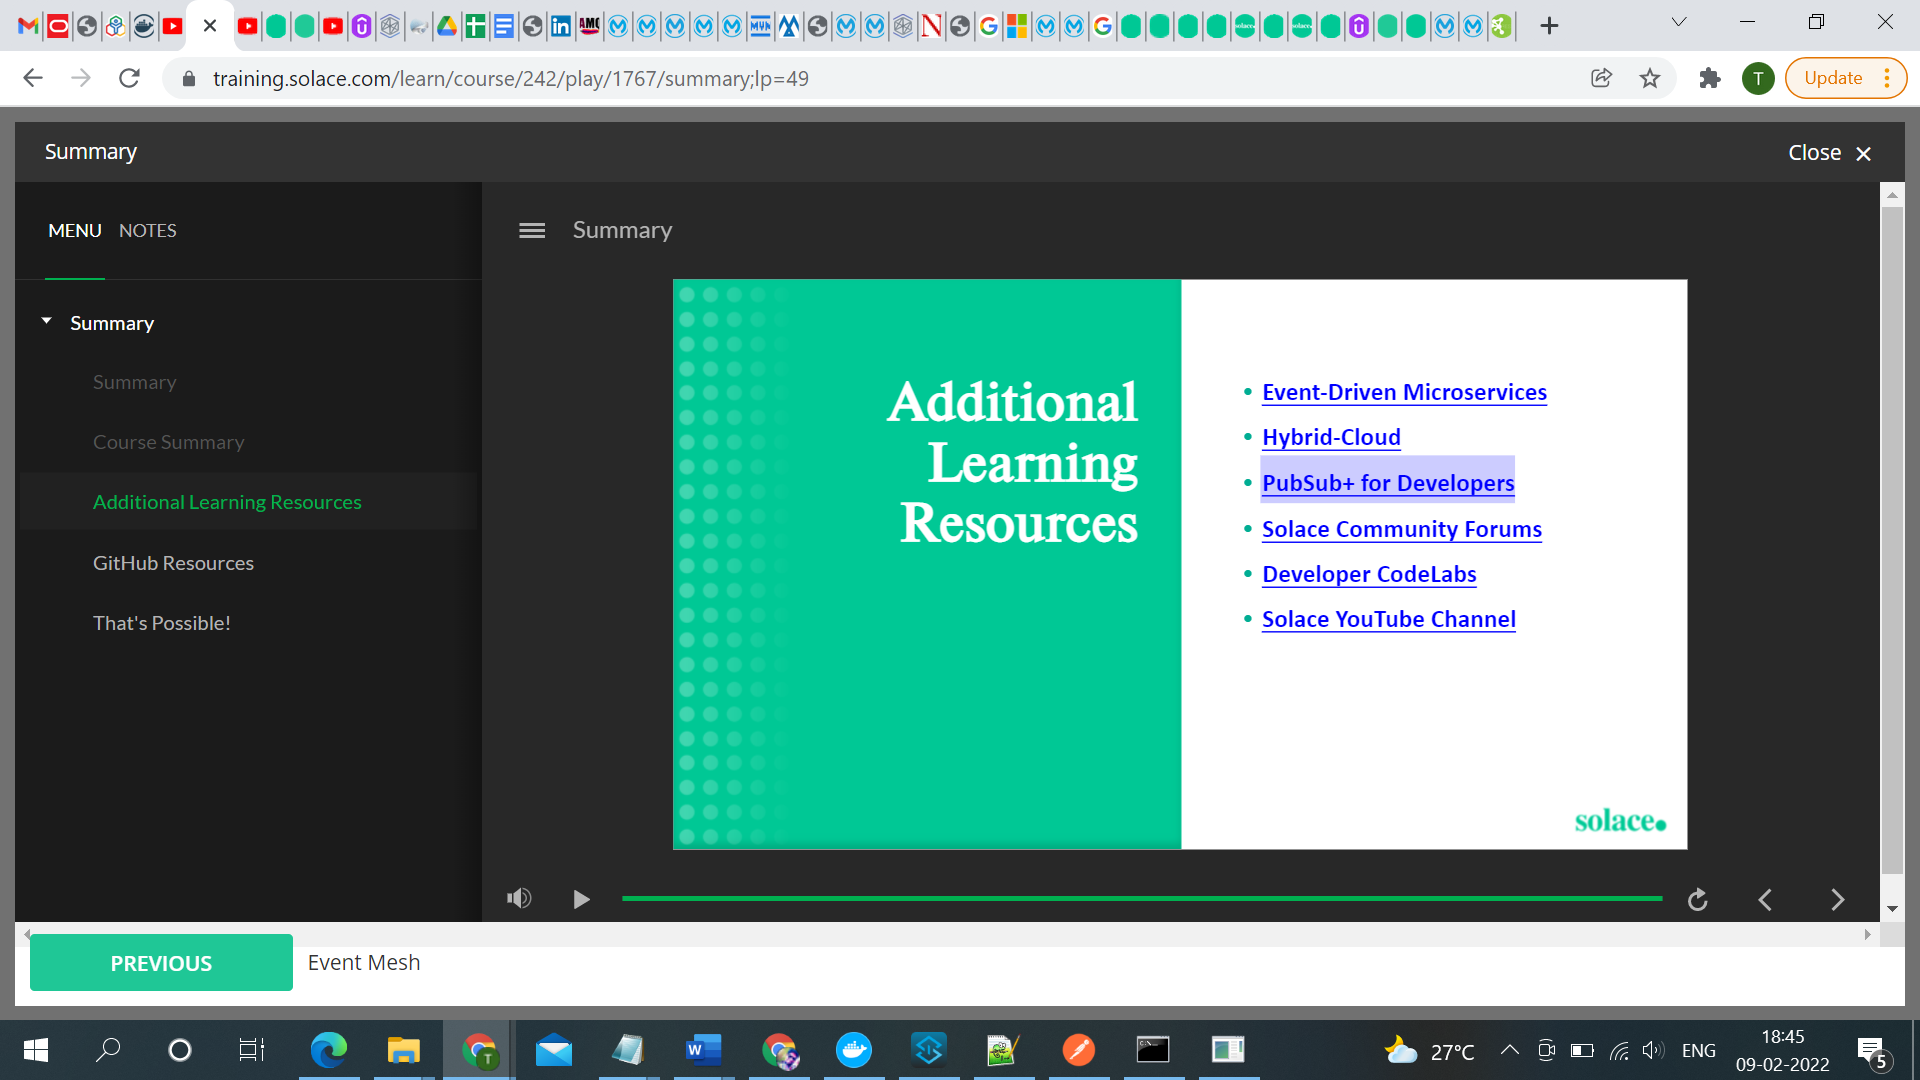 training.solace.com/learn/course/242/play/1767/summary;lp=49
T
Update
Summary
Close
MENU NOTES
Summary
Summary
Summary
Course Summary
Additional Learning Resources
GitHub Resources
That's Possible!
Additional
Learning
Resources
• Event-Driven Microservices
• Hybrid-Cloud
• PubSub+ for Developers
• Solace Community Forums
• Developer CodeLabs
• Solace YouTube Channel
solace.
PREVIOUS
Event Mesh
27°C
ENG
18:45
09-02-2022
5